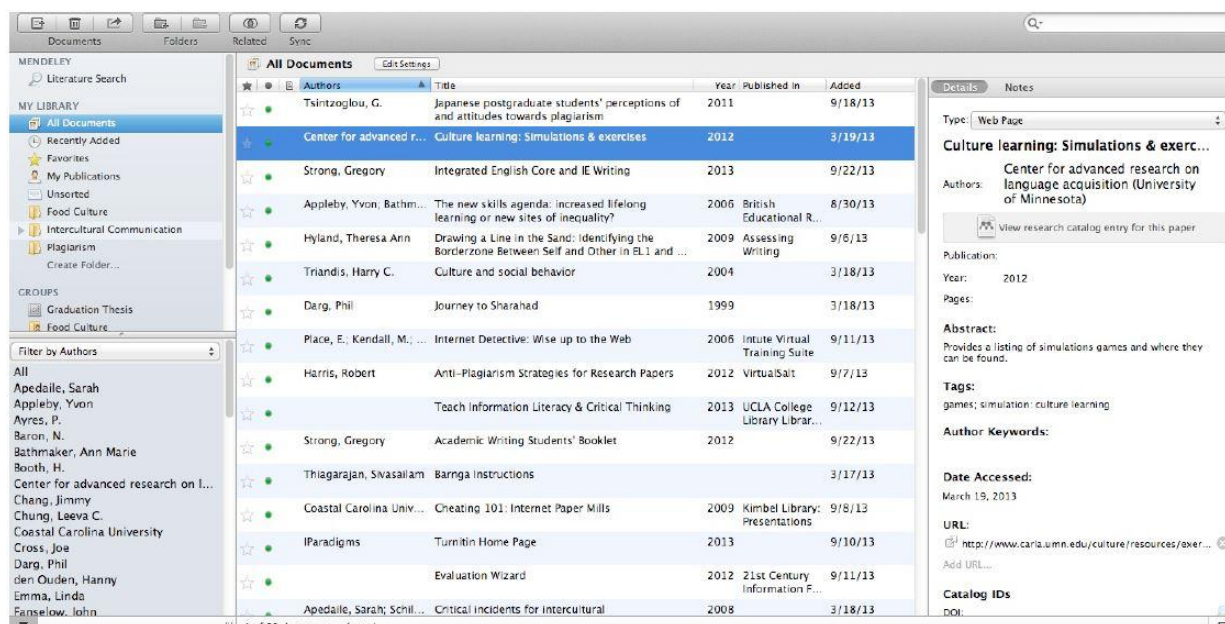 Documents Folders Related Sync
MENDELEY
Literature Search
MY LIBRARY
All Documents
Recently Added
Favorites
My Publications
Unsorted
Food Culture
Intercultural Communication
Plagiarism
Create Folder...
GROUPS
Graduation Thesis
Food Culture
Filter by Authors
All
Apedaile, Sarah
Appleby, Yvon
Ayres, P.
Baron, N.
Bathmaker, Ann Marie
Booth, H.
Center for advanced research on l...
Chang, Jimmy
Chung, Leeva C.
Coastal Carolina University
Cross, Joe
Darg, Phil
den Ouden, Hanny
Emma, Linda
Fanselow, John
All Documents Edit Settings
Authors Title Year Published In Added
Tsintzoglou, G. Japanese postgraduate students' perceptions of 2011 9/18/13
and attitudes towards plagiarism
Center for advanced r... Culture learning: Simulations & exercises 2012 3/19/13
Strong, Gregory Integrated English Core and IE Writing 2013 9/22/13
Appleby, Yvon; Bathm... The new skills agenda: increased lifelong 2006 British 8/30/13
learning or new sites of inequality? Educational R...
Hyland, Theresa Ann Drawing a Line in the Sand: Identifying the 2009 Assessing 9/6/13
Borderzone Between Self and Other in EL1 and ... Writing
Triandis, Harry C. Culture and social behavior 2004 3/18/13
Darg, Phil Journey to Sharahad 1999 3/18/13
Place, E.; Kendall, M.; ... Internet Detective: Wise up to the Web 2006 Intute Virtual 9/11/13
Training Suite
Harris, Robert Anti-Plagiarism Strategies for Research Papers 2012 VirtualSalt 9/7/13
Teach Information Literacy & Critical Thinking 2013 UCLA College 9/12/13
Library Librar...
Strong, Gregory Academic Writing Students' Booklet 2012 9/22/13
Thiagarajan, Sivasailam Barnga Instructions 3/17/13
Coastal Carolina Univ... Cheating 101: Internet Paper Mills 2009 Kimbel Library: 9/8/13
Presentations
IParadigms Turnitin Home Page 2013 9/10/13
Evaluation Wizard 2012 21st Century 9/11/13
Information F...
Apedaile, Sarah; Schil... Critical incidents for intercultural 2008 3/18/13
Details Notes
Type: Web Page
Culture learning: Simulations & exerc...
Authors: Center for advanced research on
language acquisition (University
of Minnesota)
View research catalog entry for this paper
Publication:
Year: 2012
Pages:
Abstract:
Provides a listing of simulations games and where they
can be found.
Tags:
games; simulation: culture learning
Author Keywords:
Date Accessed:
March 19, 2013
URL:
http://www.carla.umn.edu/culture/resources/exer...
Add URL...
Catalog IDs
DOI: